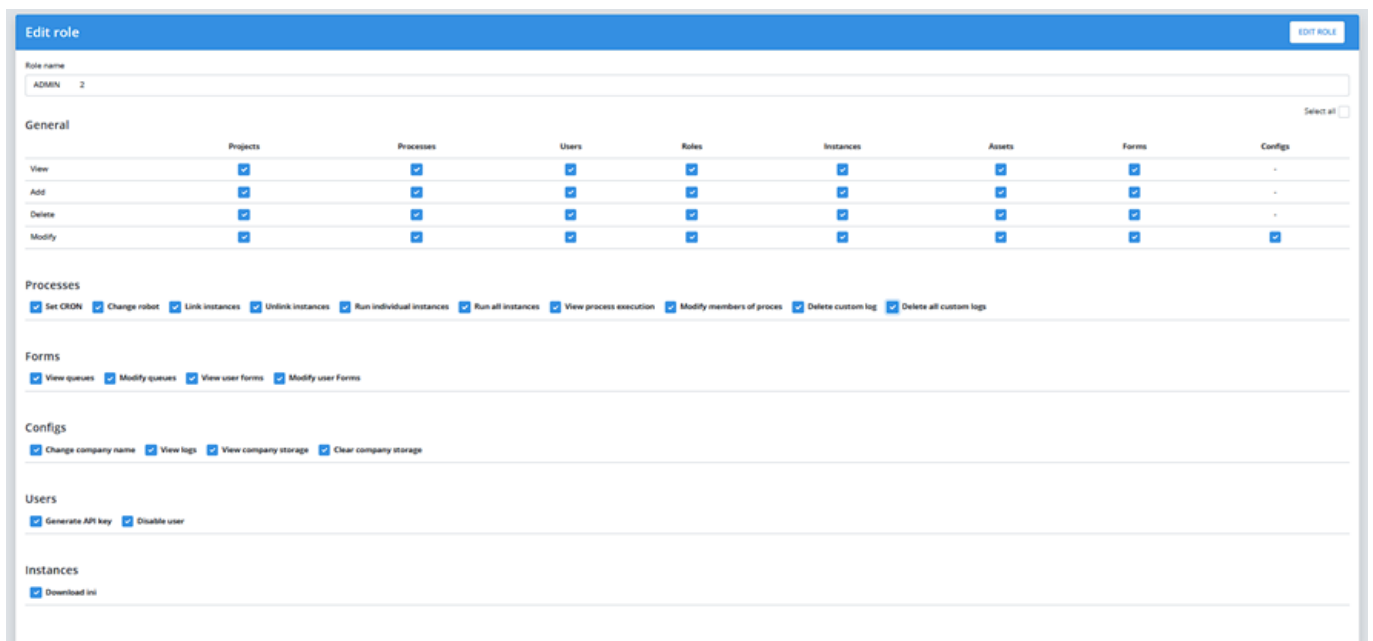 Edit role EDIT ROLE
Role name
ADMIN 2
Select all
General
Projects Processes Users Roles Instances Assets Forms Configs
View -
Add -
Delete -
Modify
Processes
Set CRON Change robot Link instances Unlink instances Run individual instances Run all instances View process execution Modify members of proces Delete custom log Delete all custom logs
Forms
View queues Modify queues View user forms Modify user Forms
Configs
Change company name View logs View company storage Clear company storage
Users
Generate API key Disable user
Instances
Download ini